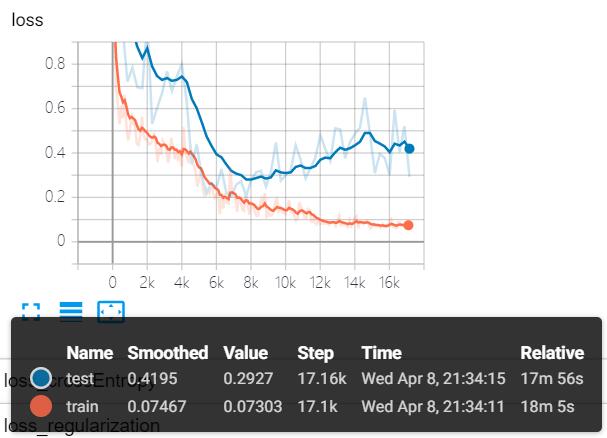 loss
0.8
0.6
0.4
0.2
0
0 2k 4k 6k 8k 10k 12k 14k 16k
Name Smoothed Value Step Time Relative
test 0.4195 0.2927 17.16k Wed Apr 8, 21:34:15 17m 56s
loss_crossEntropy
train 0.07467 0.07303 17.1k Wed Apr 8, 21:34:11 18m 5s
loss_regularization